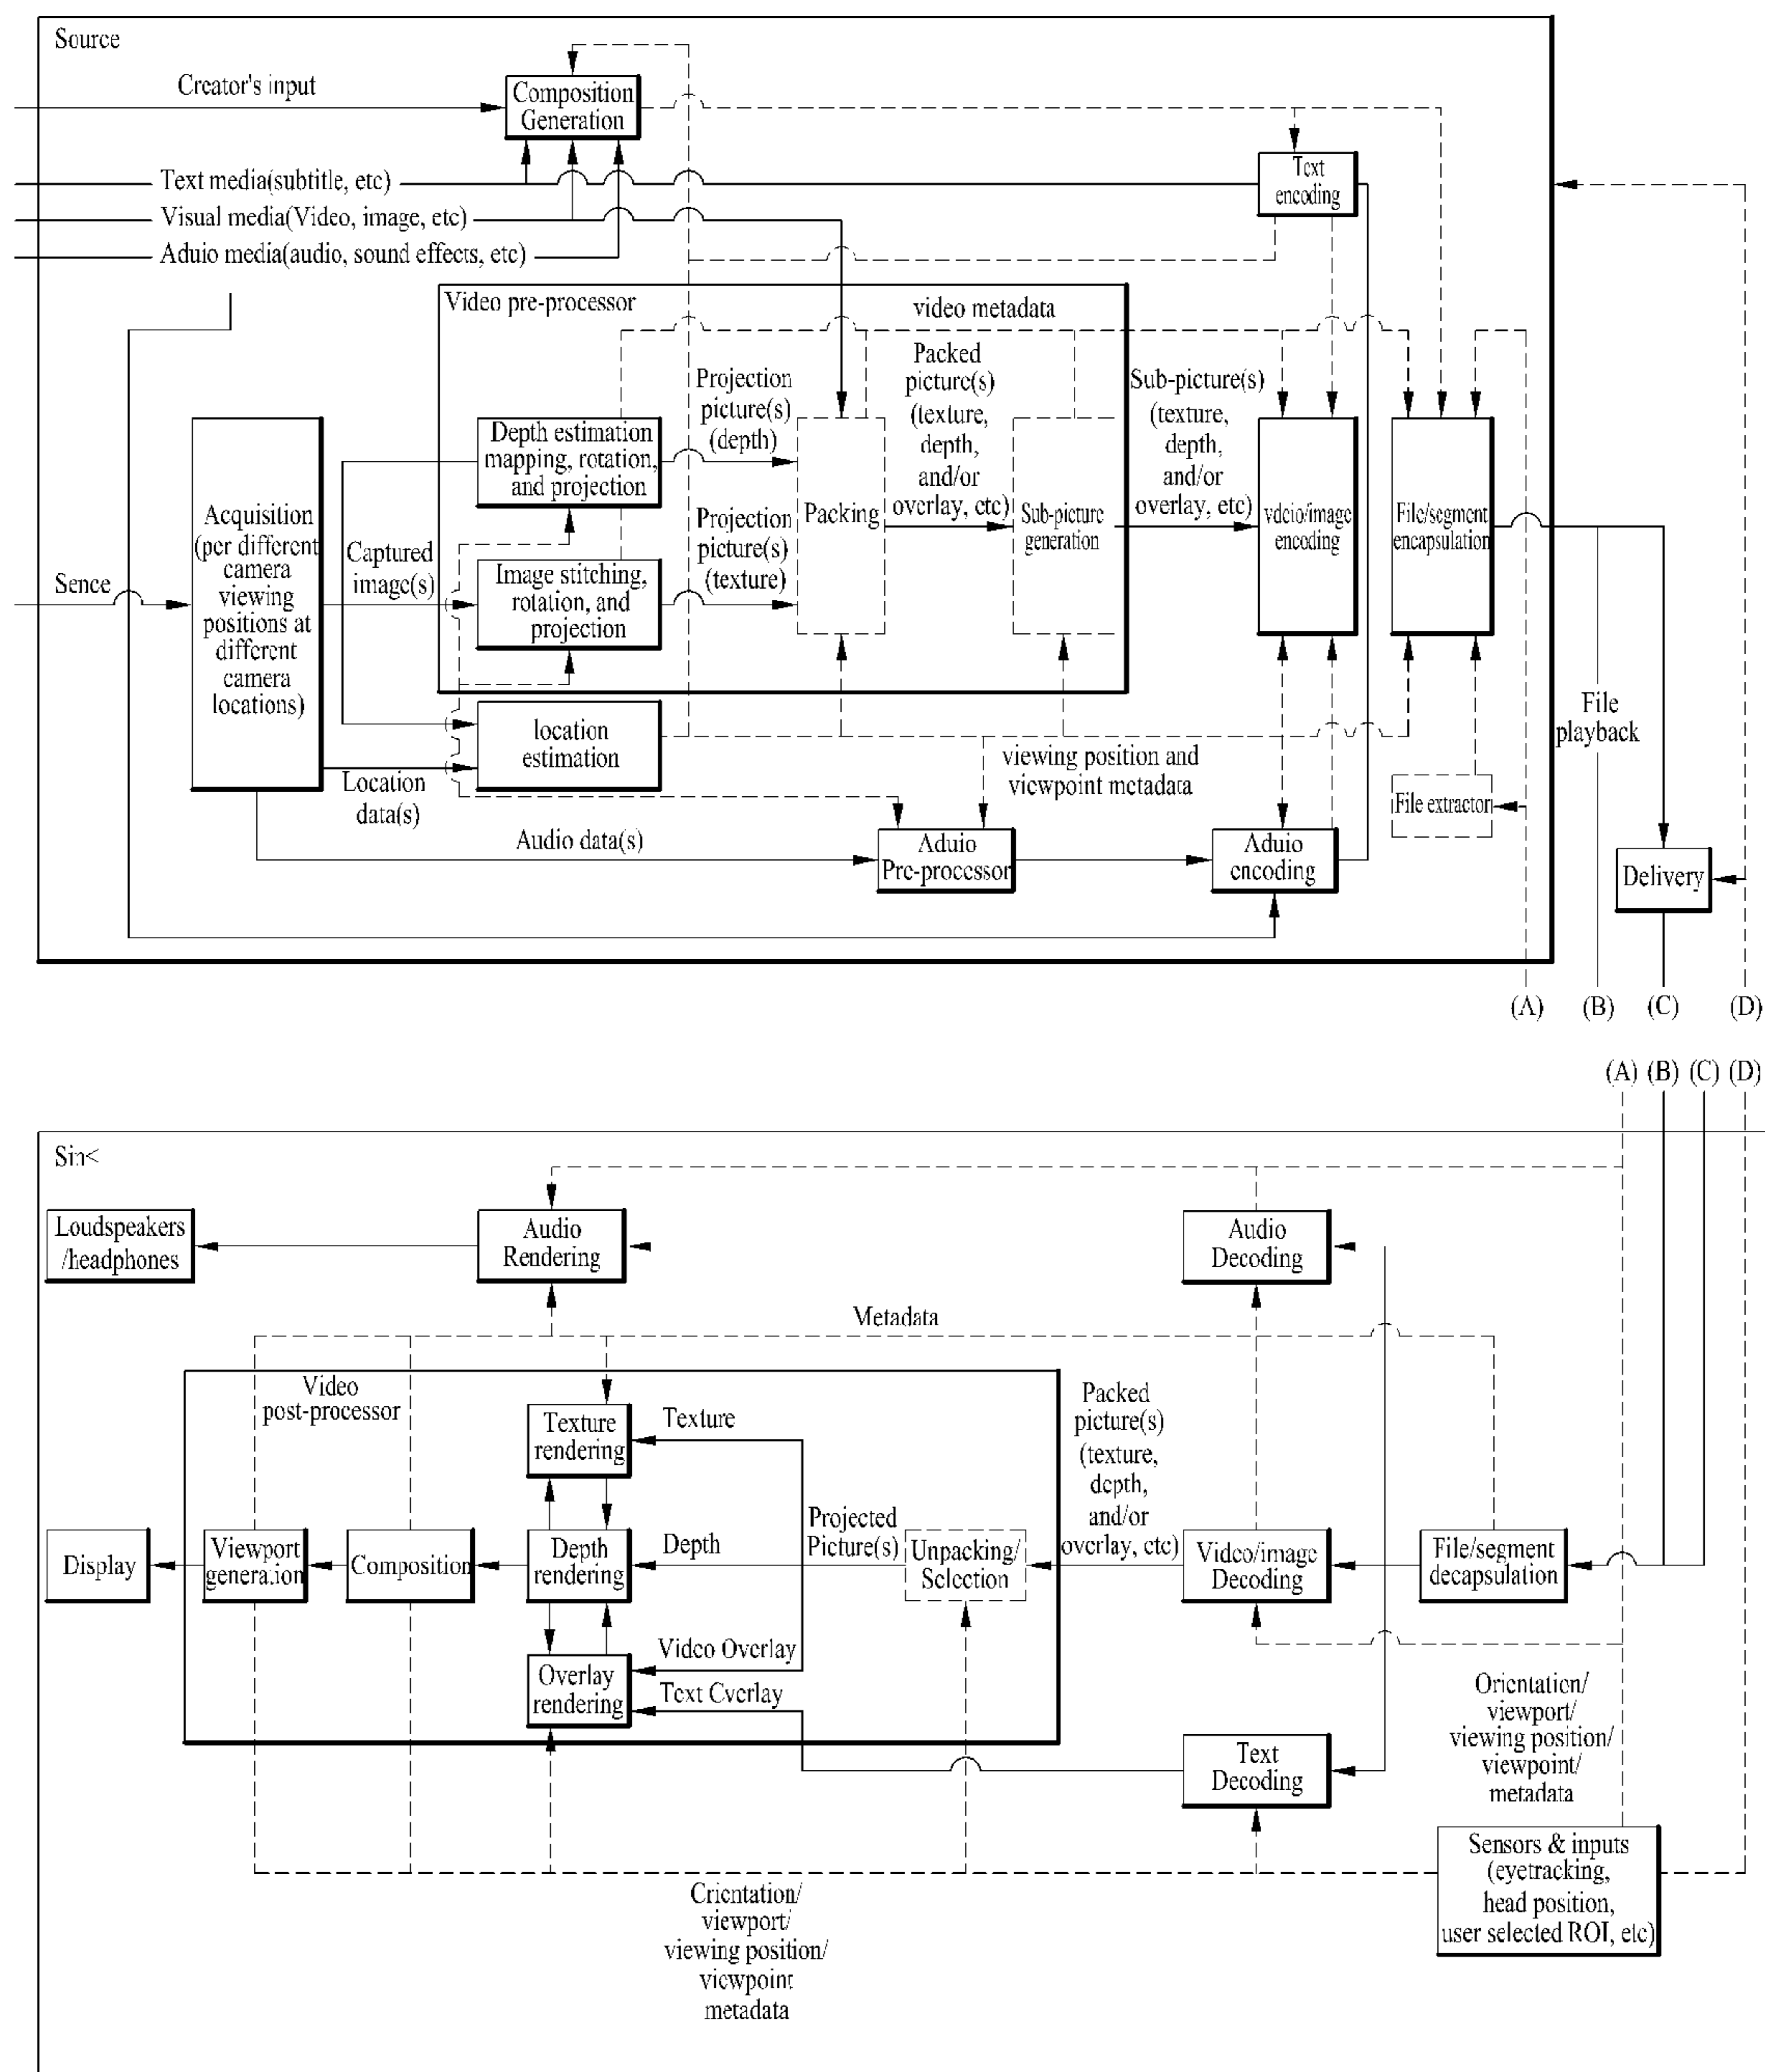 Source
Creator's input
Composition
Generation
Text media(subtitle, etc)
Visual media(Video, image, etc)
Aduio media(audio, sound effects, etc)
Text
encoding
Video pre-processor
video metadata
Projection
picture(s)
(depth)
Packed
picture(s)
(texture,
depth,
and/or
overlay, etc)
Sub-picture(s)
(texture,
depth,
and/or
overlay, etc)
Depth estimation
mapping, rotation,
and projection
Acquisition
(per different
camera
viewing
positions at
different
camera
locations)
Sence
Captured
image(s)
Projection
picture(s)
(texture)
Packing
Sub-picture
generation
vdeio/image
encoding
File/segment
encapsulation
Image stitching,
rotation, and
projection
location
estimation
Location
data(s)
viewing position and
viewpoint metadata
File
playback
File extractor
Audio data(s)
Aduio
Pre-processor
Aduio
encoding
Delivery
(A) (B) (C) (D)
(A) (B) (C) (D)
Sin<
Loudspeakers
/headphones
Audio
Rendering
Audio
Decoding
Metadata
Video
post-processor
Texture
rendering
Texture
Packed
picture(s)
(texture,
depth,
and/or
overlay, etc)
Display
Viewport
generation
Composition
Depth
rendering
Depth
Projected
Picture(s)
Unpacking/
Selection
Video/image
Decoding
File/segment
decapsulation
Video Overlay
Overlay
rendering
Text Cverlay
Text
Decoding
Orientation/
viewport/
viewing position/
viewpoint/
metadata
Sensors & inputs
(eyetracking,
head position,
user selected ROI, etc)
Crientation/
viewport/
viewing position/
viewpoint
metadata